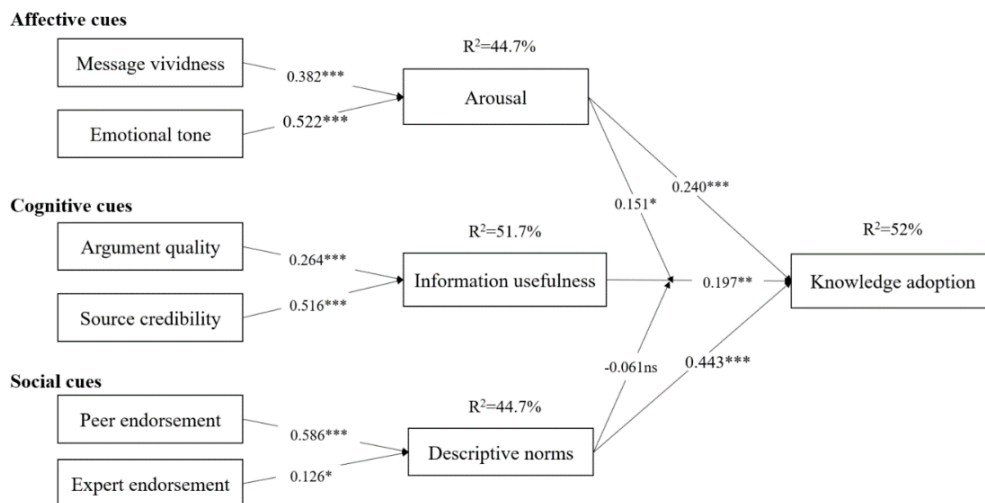 Affective cues
Message vividness
0.382***
Emotional tone
0.522***
R²=44.7%
Arousal
0.240***
0.151*
Cognitive cues
Argument quality
0.264***
Source credibility
0.516***
R²=51.7%
Information usefulness
0.197**
R²=52%
Knowledge adoption
Social cues
Peer endorsement
0.586***
Expert endorsement
0.126*
R²=44.7%
Descriptive norms
-0.061ns
0.443***